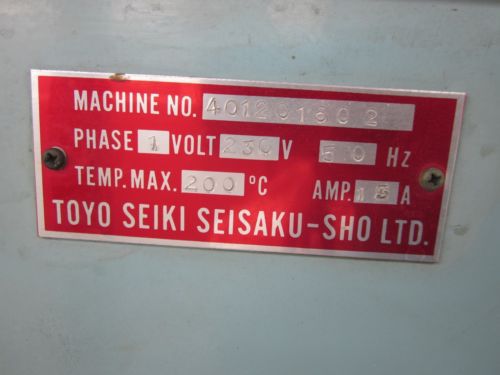 MACHINE NO. 401201602
PHASE 1 VOLT 230 V 50 Hz
TEMP. MAX. 200 °C AMP. 15 A
TOYO SEIKI SEISAKU-SHO LTD.